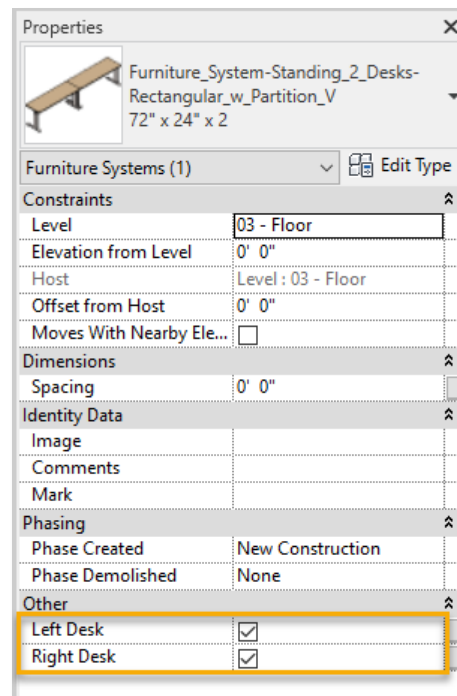 Properties
Furniture_System-Standing_2_Desks-
Rectangular_w_Partition_V
72" x 24" x 2
Furniture Systems (1) Edit Type
Constraints
Level 03 - Floor
Elevation from Level 0' 0"
Host Level : 03 - Floor
Offset from Host 0' 0"
Moves With Nearby Ele...
Dimensions
Spacing 0' 0"
Identity Data
Image
Comments
Mark
Phasing
Phase Created New Construction
Phase Demolished None
Other
Left Desk
Right Desk